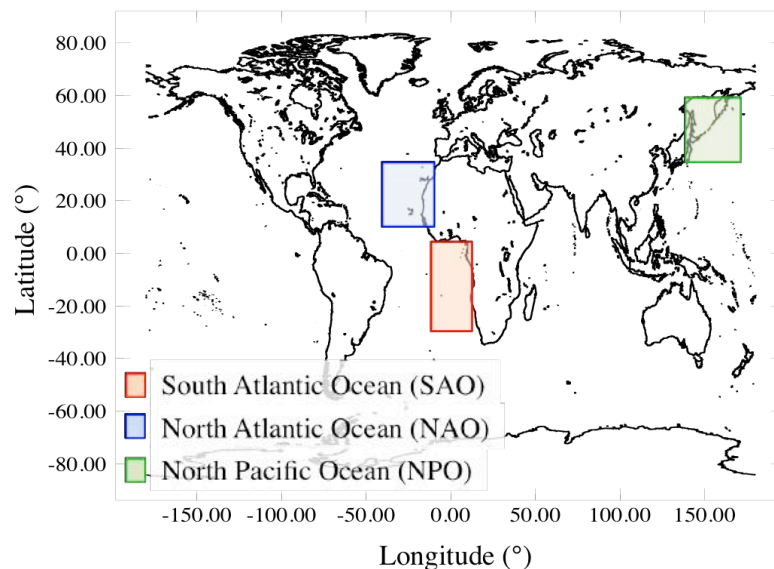 80.00
60.00
40.00
20.00
0.00
-20.00
-40.00
-60.00
-80.00
Latitude (°)
South Atlantic Ocean (SAO)
North Atlantic Ocean (NAO)
North Pacific Ocean (NPO)
-150.00 -100.00 -50.00 0.00 50.00 100.00 150.00
Longitude (°)